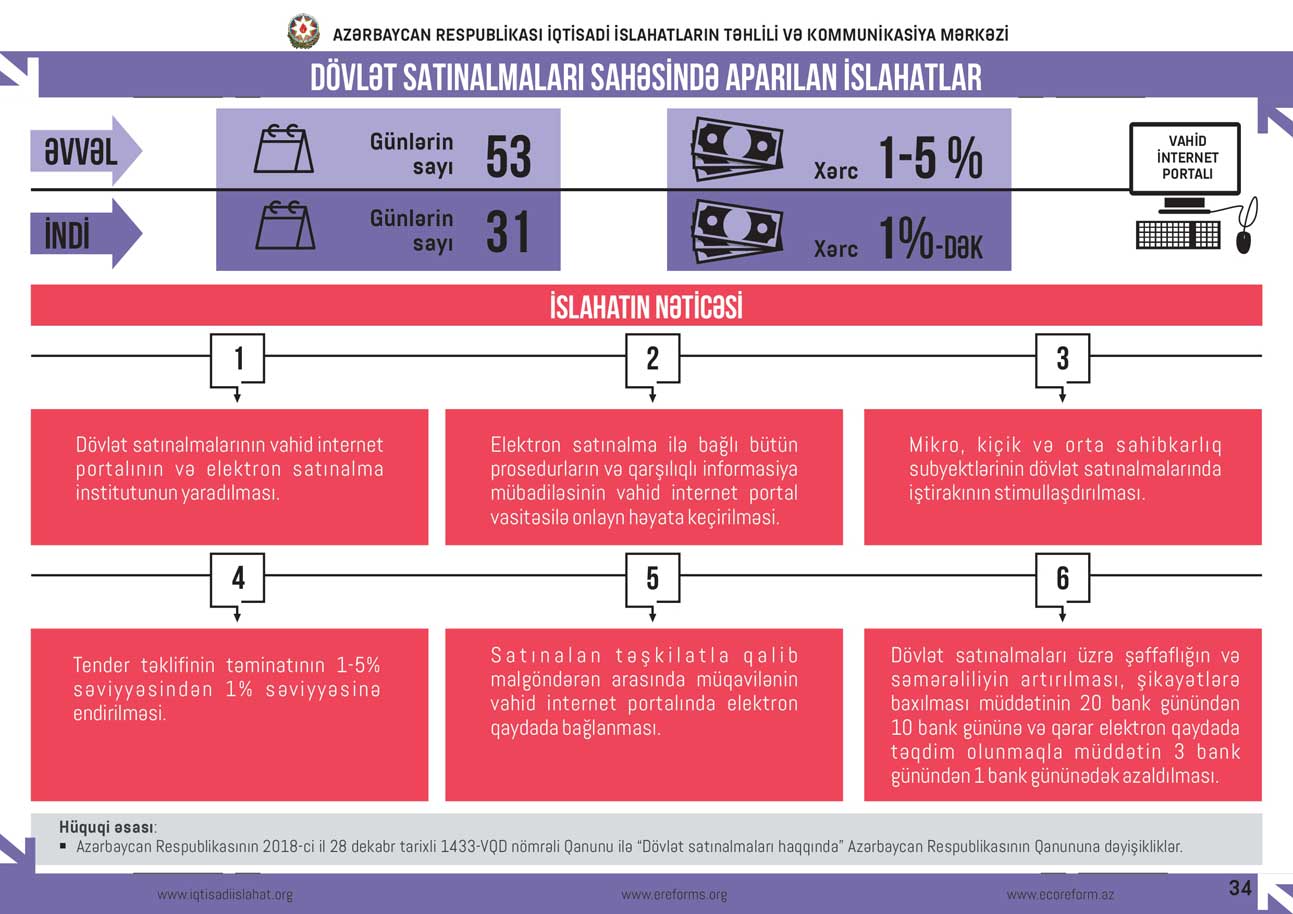 AZƏRBAYCAN RESPUBLİKASI İQTİSADİ İSLAHATLARIN TƏHLİLİ VƏ KOMMUNİKASİYA MƏRKƏZİ
DÖVLƏT SATINALMALARI SAHƏSİNDƏ APARILAN İSLAHATLAR
ƏVVƏL
Günlərin
sayı
53
Xərc
1-5 %
VAHİD
İNTERNET
PORTALI
İNDİ
Günlərin
sayı
31
Xərc
1%-DƏK
İSLAHATIN NƏTİCƏSİ
1
Dövlət satınalmalarının vahid internet
portalının və elektron satınalma
institutunun yaradılması.
2
Elektron satınalma ilə bağlı bütün
prosedurların və qarşılıqlı informasiya
mübadiləsinin vahid internet portal
vasitəsilə onlayn həyata keçirilməsi.
3
Mikro, kiçik və orta sahibkarlıq
subyektlərinin dövlət satınalmalarında
iştirakının stimullaşdırılması.
4
Tender təklifinin təminatının 1-5%
səviyyəsindən 1% səviyyəsinə
endirilməsi.
5
Satınalan təşkilatla qalib
malgöndərən arasında müqavilənin
vahid internet portalında elektron
qaydada bağlanması.
6
Dövlət satınalmaları üzrə şəffaflığın və
səmərəliliyin artırılması, şikayətlərə
baxılması müddətinin 20 bank günündən
10 bank gününə və qərar elektron qaydada
təqdim olunmaqla müddətin 3 bank
günündən 1 bank gününədək azaldılması.
Hüquqi əsası:
▪ Azərbaycan Respublikasının 2018-ci il 28 dekabr tarixli 1433-VQD nömrəli Qanunu ilə “Dövlət satınalmaları haqqında” Azərbaycan Respublikasının Qanununa dəyişikliklər.
www.iqtisadiislahat.org
www.ereforms.org
www.ecoreform.az
34